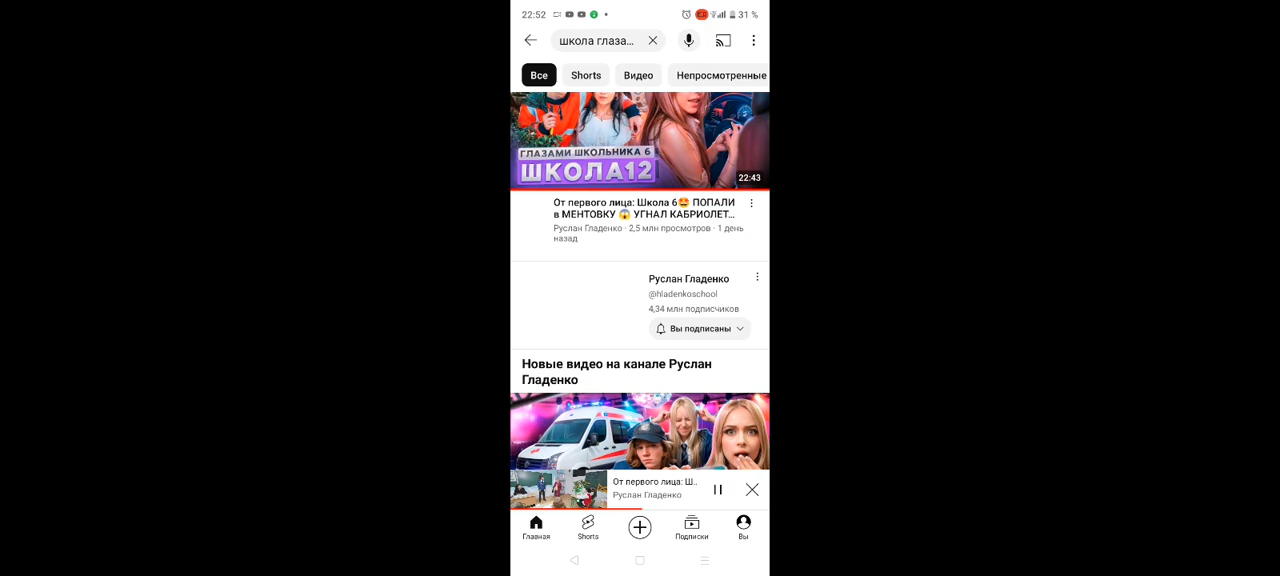 22:52
31 %
школа глаза...
Все
Shorts
Видео
Непросмотренные
ГЛАЗАМИ ШКОЛЬНИКА 6
ШКОЛА12
22:43
От первого лица: Школа 6🤩 ПОПАЛИ
в МЕНТОВКУ 😱 УГНАЛ КАБРИОЛЕТ...
Руслан Гладенко · 2,5 млн просмотров · 1 день
назад
Руслан Гладенко
@hladenkoschool
4,34 млн подписчиков
Вы подписаны
Новые видео на канале Руслан
Гладенко
От первого лица: Ш..
Руслан Гладенко
Главная
Shorts
Подписки
Вы